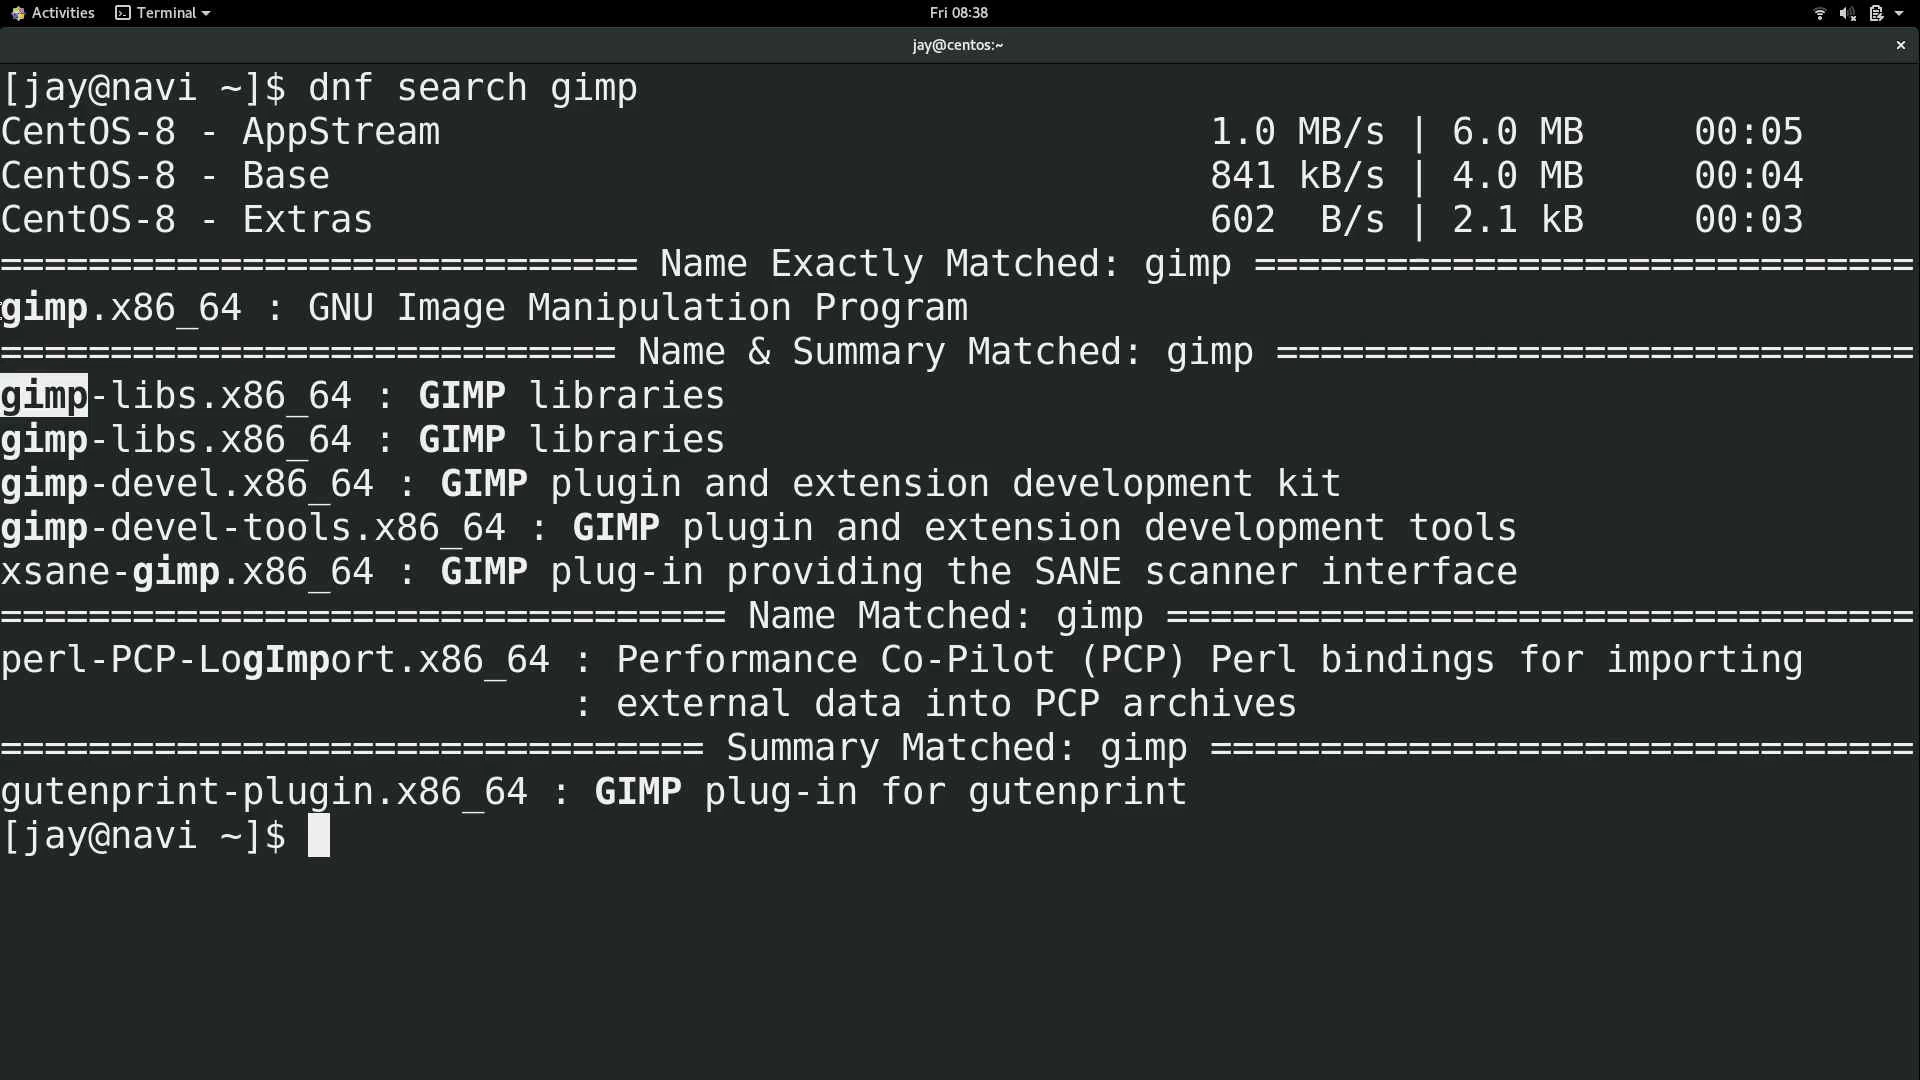 Activities Terminal Fri 08:38
jay@centos:~ ×
[jay@navi ~]$ dnf search gimp
CentOS-8 - AppStream 1.0 MB/s | 6.0 MB 00:05
CentOS-8 - Base 841 kB/s | 4.0 MB 00:04
CentOS-8 - Extras 602 B/s | 2.1 kB 00:03
============================= Name Exactly Matched: gimp ==============================
gimp.x86_64 : GNU Image Manipulation Program
============================ Name & Summary Matched: gimp =============================
gimp-libs.x86_64 : GIMP libraries
gimp-libs.x86_64 : GIMP libraries
gimp-devel.x86_64 : GIMP plugin and extension development kit
gimp-devel-tools.x86_64 : GIMP plugin and extension development tools
xsane-gimp.x86_64 : GIMP plug-in providing the SANE scanner interface
================================= Name Matched: gimp ==================================
perl-PCP-LogImport.x86_64 : Performance Co-Pilot (PCP) Perl bindings for importing
: external data into PCP archives
================================ Summary Matched: gimp ================================
gutenprint-plugin.x86_64 : GIMP plug-in for gutenprint
[jay@navi ~]$